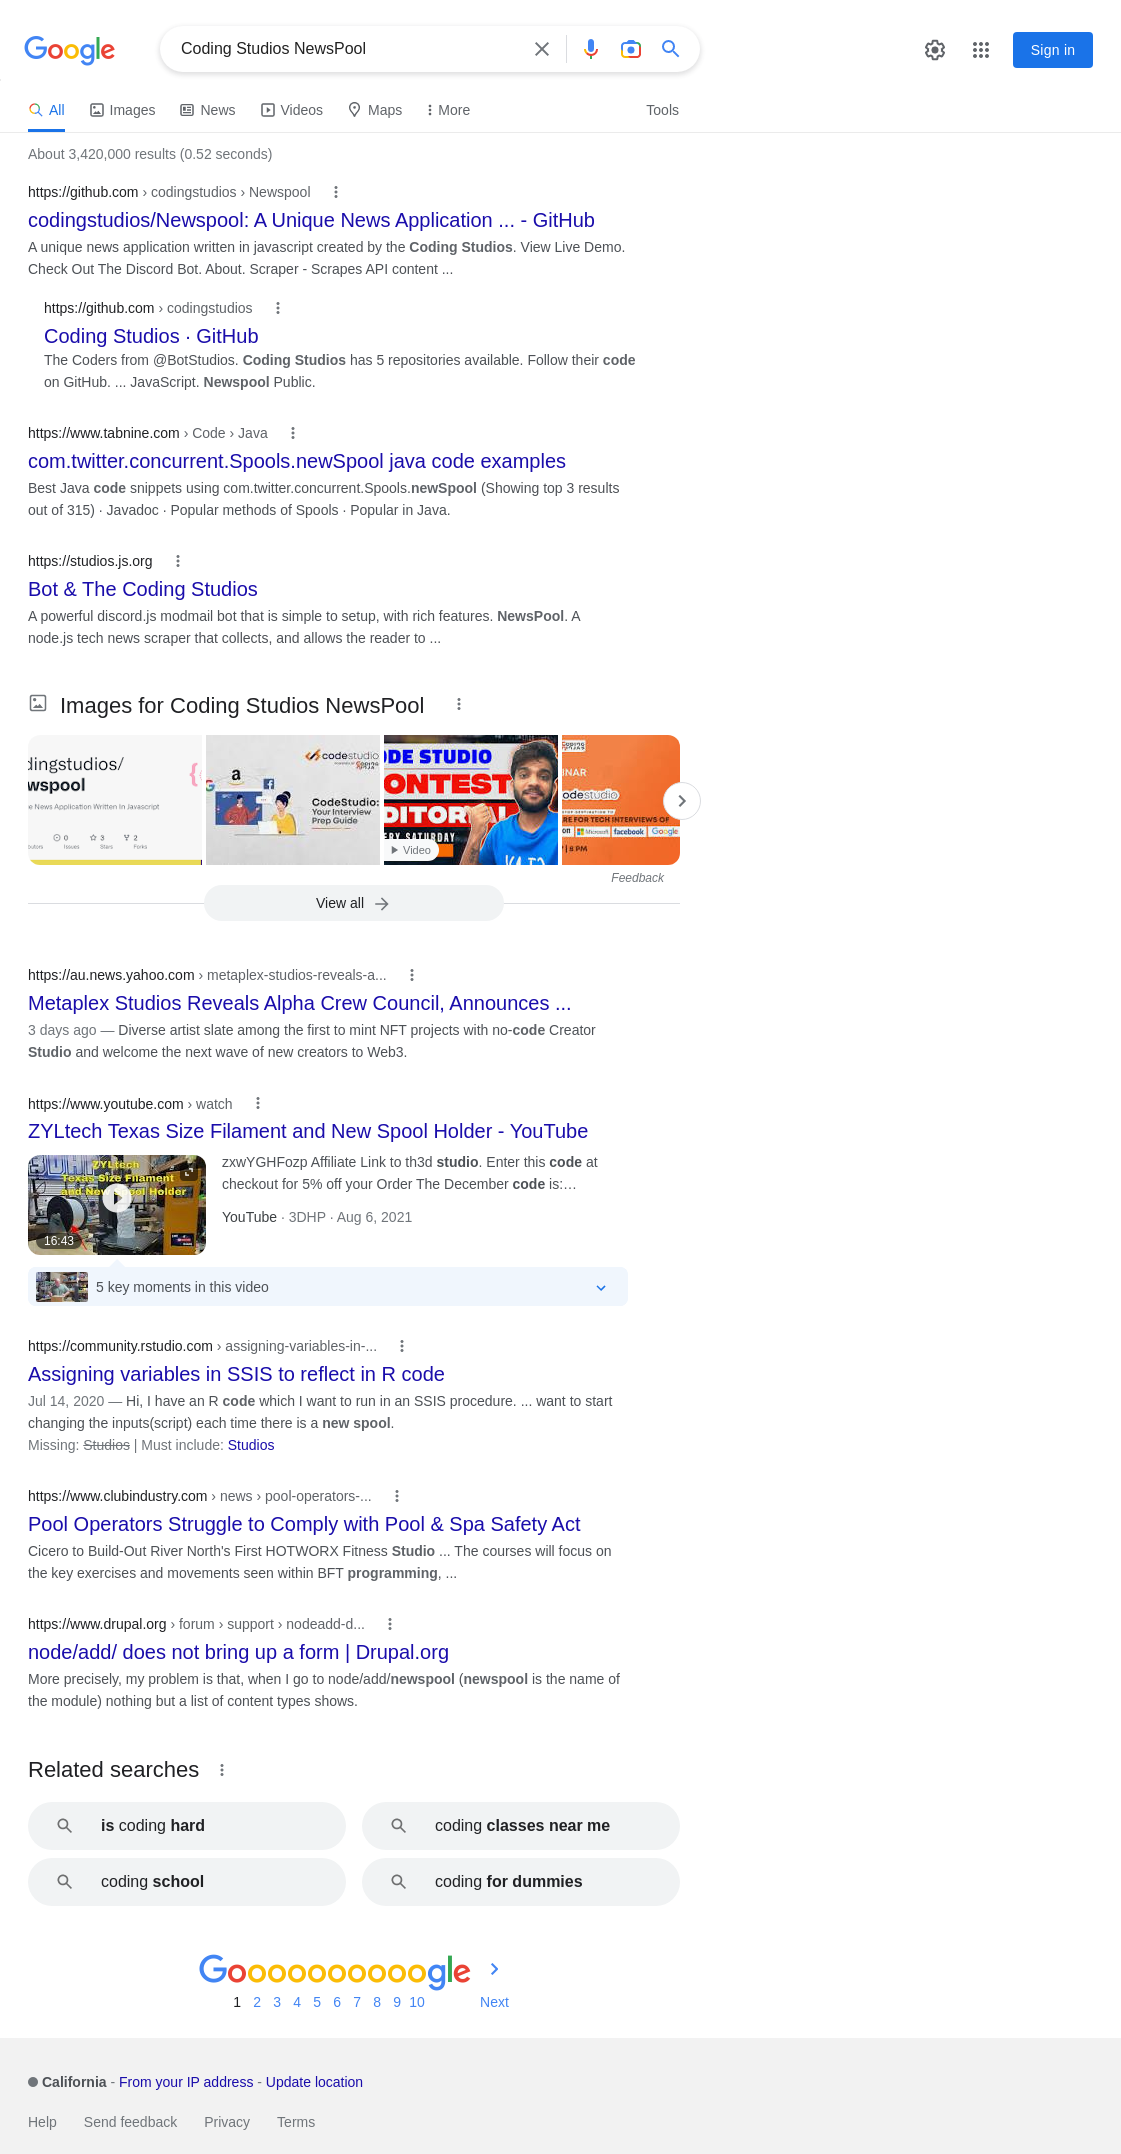 Google
Coding Studios NewsPool
Sign in
All
Images
News
Videos
Maps
More
Tools
About 3,420,000 results (0.52 seconds)
https://github.com › codingstudios › Newspool
codingstudios/Newspool: A Unique News Application ... - GitHub
A unique news application written in javascript created by the Coding Studios. View Live Demo.
Check Out The Discord Bot. About. Scraper - Scrapes API content ...
https://github.com › codingstudios
Coding Studios · GitHub
The Coders from @BotStudios. Coding Studios has 5 repositories available. Follow their code
on GitHub. ... JavaScript. Newspool Public.
https://www.tabnine.com › Code › Java
com.twitter.concurrent.Spools.newSpool java code examples
Best Java code snippets using com.twitter.concurrent.Spools.newSpool (Showing top 3 results
out of 315) · Javadoc · Popular methods of Spools · Popular in Java.
https://studios.js.org
Bot & The Coding Studios
A powerful discord.js modmail bot that is simple to setup, with rich features. NewsPool. A
node.js tech news scraper that collects, and allows the reader to ...
Images for Coding Studios NewsPool
dingstudios/
wspool
e News Application Written In Javascript
0
3
2
Issues
Stars
Forks
codestudio
CODING
a
CodeStudio:
Your Interview
Prep Guide
ODE STUDIO
ONTEST
DITORIAL
RY SATURDAY
Video
CODING
NINJAS
INAR
odestudio
RE FOR TECH INTERVIEWS OF
on
Microsoft
facebook
Google
| 8 PM
Feedback
View all
https://au.news.yahoo.com › metaplex-studios-reveals-a...
Metaplex Studios Reveals Alpha Crew Council, Announces ...
3 days ago — Diverse artist slate among the first to mint NFT projects with no-code Creator
Studio and welcome the next wave of new creators to Web3.
https://www.youtube.com › watch
ZYLtech Texas Size Filament and New Spool Holder - YouTube
ZYLtech
Texas Size Filament
and New Spool Holder
16:43
zxwYGHFozp Affiliate Link to th3d studio. Enter this code at
checkout for 5% off your Order The December code is:…
YouTube · 3DHP · Aug 6, 2021
5 key moments in this video
https://community.rstudio.com › assigning-variables-in-...
Assigning variables in SSIS to reflect in R code
Jul 14, 2020 — Hi, I have an R code which I want to run in an SSIS procedure. ... want to start
changing the inputs(script) each time there is a new spool.
Missing: Studios | Must include: Studios
https://www.clubindustry.com › news › pool-operators-...
Pool Operators Struggle to Comply with Pool & Spa Safety Act
Cicero to Build-Out River North's First HOTWORX Fitness Studio ... The courses will focus on
the key exercises and movements seen within BFT programming, ...
https://www.drupal.org › forum › support › nodeadd-d...
node/add/ does not bring up a form | Drupal.org
More precisely, my problem is that, when I go to node/add/newspool (newspool is the name of
the module) nothing but a list of content types shows.
Related searches
is coding hard
coding classes near me
coding school
coding for dummies
Goooooooooogle
1 2 3 4 5 6 7 8 9 10 Next
California - From your IP address - Update location
Help
Send feedback
Privacy
Terms